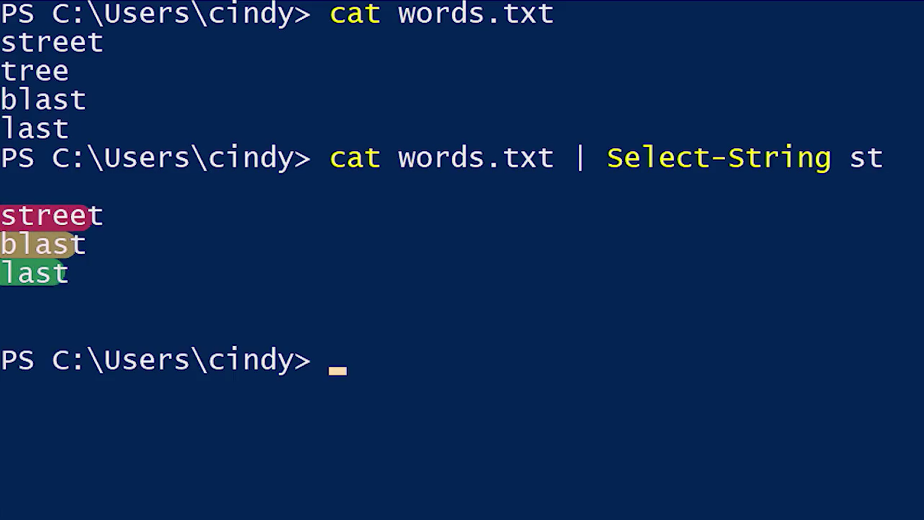 PS C:\Users\cindy> cat words.txt
street
tree
blast
last
PS C:\Users\cindy> cat words.txt | Select-String st
street
blast
last
PS C:\Users\cindy>